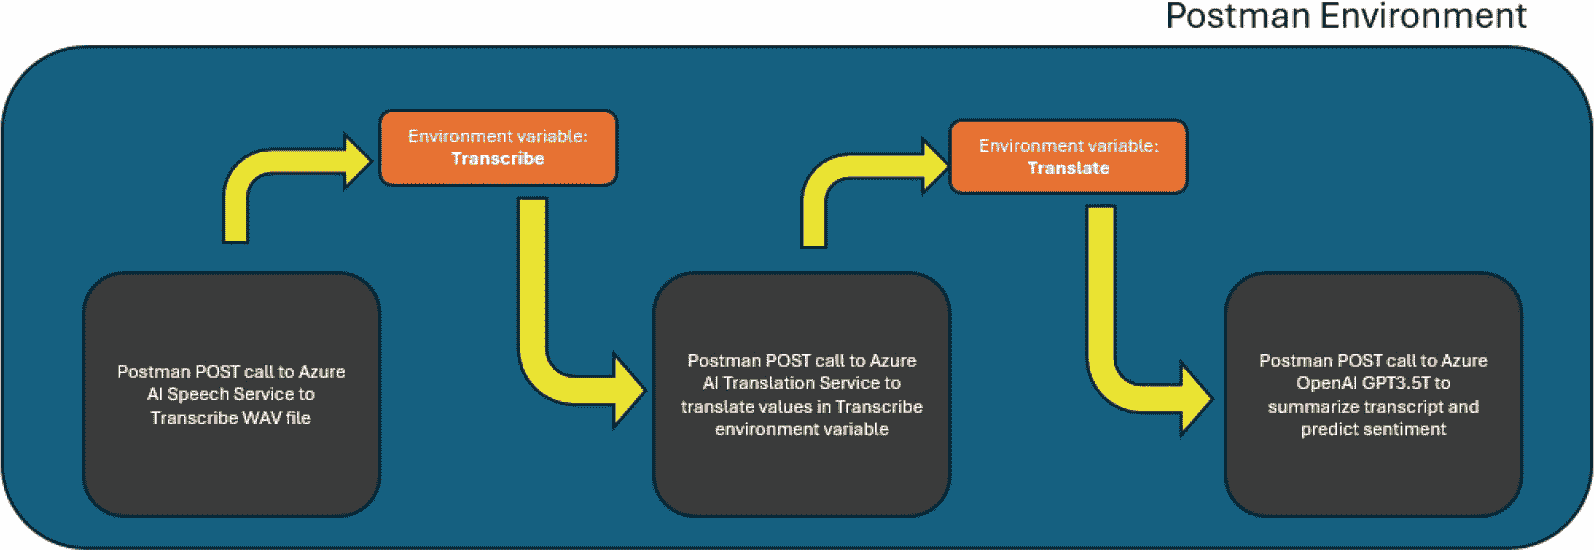 Postman Environment
Environment variable:
Transcribe
Environment variable:
Translate
Postman POST call to Azure
AI Speech Service to
Transcribe WAV file
Postman POST call to Azure
AI Translation Service to
translate values in Transcribe
environment variable
Postman POST call to Azure
OpenAI GPT3.5T to
summarize transcript and
predict sentiment